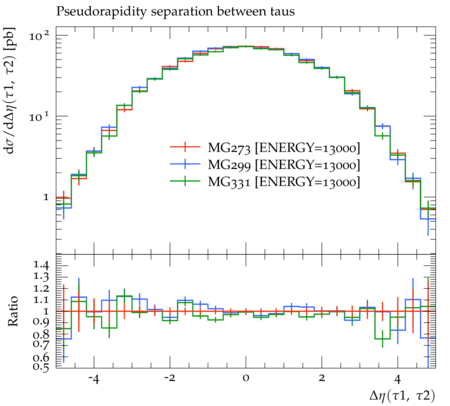 Pseudorapidity separation between taus
dσ/dΔη(τ1, τ2) [pb]
10²
10¹
1
MG273 [ENERGY=13000]
MG299 [ENERGY=13000]
MG331 [ENERGY=13000]
Ratio
1.4
1.3
1.2
1.1
1
0.9
0.8
0.7
0.6
0.5
-4 -2 0 2 4
Δη(τ1, τ2)